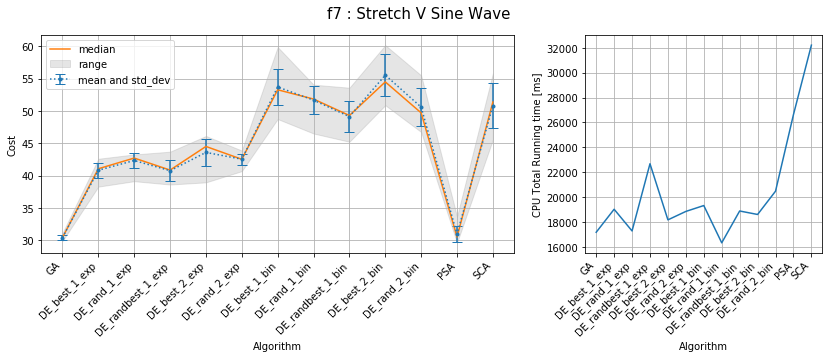 f7 : Stretch V Sine Wave
median
range
mean and std_dev
Cost
60
55
50
45
40
35
30
GA
DE_best_1_exp
DE_rand_1_exp
DE_randbest_1_exp
DE_best_2_exp
DE_rand_2_exp
DE_best_1_bin
DE_rand_1_bin
DE_randbest_1_bin
DE_best_2_bin
DE_rand_2_bin
PSA
SCA
Algorithm
CPU Total Running time [ms]
32000
30000
28000
26000
24000
22000
20000
18000
16000
GA
DE_best_1_exp
DE_rand_1_exp
DE_randbest_1_exp
DE_best_2_exp
DE_rand_2_exp
DE_best_1_bin
DE_rand_1_bin
DE_randbest_1_bin
DE_best_2_bin
DE_rand_2_bin
PSA
SCA
Algorithm